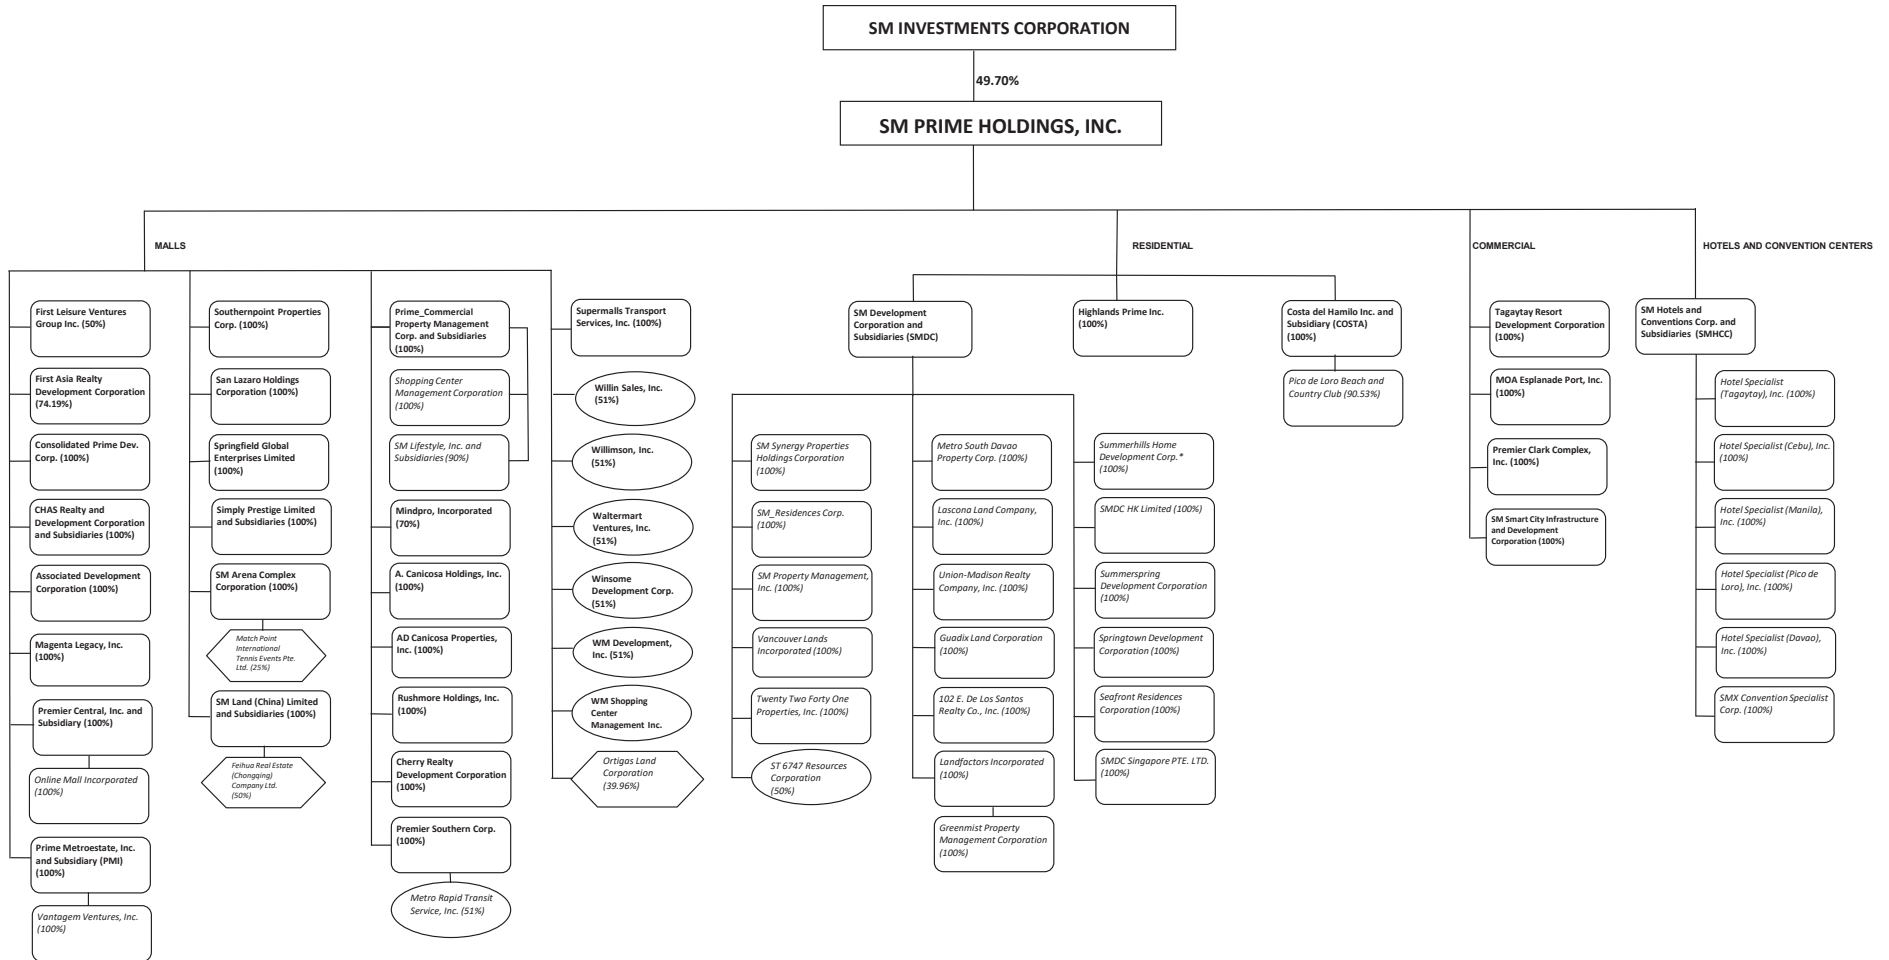 SM INVESTMENTS CORPORATION
49.70%
SM PRIME HOLDINGS, INC.
MALLS
RESIDENTIAL
COMMERCIAL
HOTELS AND CONVENTION CENTERS
First Leisure Ventures
Group Inc. (50%)
First Asia Realty
Development Corporation
(74.19%)
Consolidated Prime Dev.
Corp. (100%)
CHAS Realty and
Development Corporation
and Subsidiaries (100%)
Associated Development
Corporation (100%)
Magenta Legacy, Inc.
(100%)
Premier Central, Inc. and
Subsidiary (100%)
Online Mall Incorporated
(100%)
Prime Metroestate, Inc.
and Subsidiary (PMI)
(100%)
Vantagem Ventures, Inc.
(100%)
Southernpoint Properties
Corp. (100%)
San Lazaro Holdings
Corporation (100%)
Springfield Global
Enterprises Limited
(100%)
Simply Prestige Limited
and Subsidiaries (100%)
SM Arena Complex
Corporation (100%)
Match Point
International
Tennis Events Pte.
Ltd. (25%)
SM Land (China) Limited
and Subsidiaries (100%)
Feihua Real Estate
(Chongqing)
Company Ltd.
(50%)
Prime_Commercial
Property Management
Corp. and Subsidiaries
(100%)
Shopping Center
Management Corporation
(100%)
SM Lifestyle, Inc. and
Subsidiaries (90%)
Mindpro, Incorporated
(70%)
A. Canicosa Holdings, Inc.
(100%)
AD Canicosa Properties,
Inc. (100%)
Rushmore Holdings, Inc.
(100%)
Cherry Realty
Development Corporation
(100%)
Premier Southern Corp.
(100%)
Metro Rapid Transit
Service, Inc. (51%)
Supermalls Transport
Services, Inc. (100%)
Willin Sales, Inc.
(51%)
Willimson, Inc.
(51%)
Waltermart
Ventures, Inc.
(51%)
Winsome
Development Corp.
(51%)
WM Development,
Inc. (51%)
WM Shopping
Center
Management Inc.
Ortigas Land
Corporation
(39.96%)
SM Development
Corporation and
Subsidiaries (SMDC)
SM Synergy Properties
Holdings Corporation
(100%)
SM_Residences Corp.
(100%)
SM Property Management,
Inc. (100%)
Vancouver Lands
Incorporated (100%)
Twenty Two Forty One
Properties, Inc. (100%)
ST 6747 Resources
Corporation
(50%)
Metro South Davao
Property Corp. (100%)
Lascona Land Company,
Inc. (100%)
Union-Madison Realty
Company, Inc. (100%)
Guadix Land Corporation
(100%)
102 E. De Los Santos
Realty Co., Inc. (100%)
Landfactors Incorporated
(100%)
Greenmist Property
Management Corporation
(100%)
Summerhills Home
Development Corp.*
(100%)
SMDC HK Limited (100%)
Summerspring
Development Corporation
(100%)
Springtown Development
Corporation (100%)
Seafront Residences
Corporation (100%)
SMDC Singapore PTE. LTD.
(100%)
Highlands Prime Inc.
(100%)
Costa del Hamilo Inc. and
Subsidiary (COSTA)
(100%)
Pico de Loro Beach and
Country Club (90.53%)
Tagaytay Resort
Development Corporation
(100%)
MOA Esplanade Port, Inc.
(100%)
Premier Clark Complex,
Inc. (100%)
SM Smart City Infrastructure
and Development
Corporation (100%)
SM Hotels and
Conventions Corp. and
Subsidiaries (SMHCC)
Hotel Specialist
(Tagaytay), Inc. (100%)
Hotel Specialist (Cebu), Inc.
(100%)
Hotel Specialist (Manila),
Inc. (100%)
Hotel Specialist (Pico de
Loro), Inc. (100%)
Hotel Specialist (Davao),
Inc. (100%)
SMX Convention Specialist
Corp. (100%)